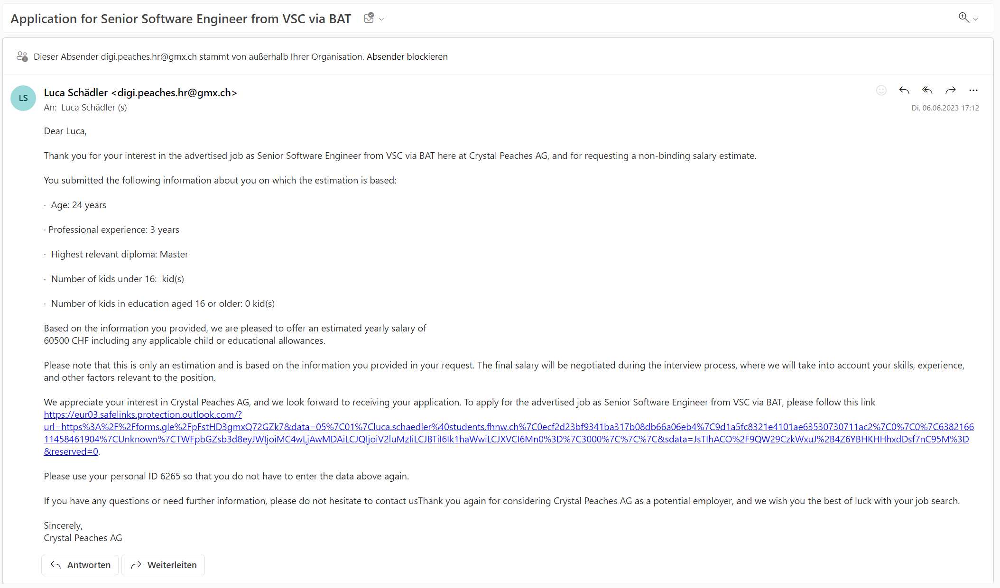 Application for Senior Software Engineer from VSC via BAT
Dieser Absender digi.peaches.hr@gmx.ch stammt von außerhalb Ihrer Organisation. Absender blockieren
LS
Luca Schädler <digi.peaches.hr@gmx.ch>
An: Luca Schädler (s)
Di, 06.06.2023 17:12
Dear Luca,
Thank you for your interest in the advertised job as Senior Software Engineer from VSC via BAT here at Crystal Peaches AG, and for requesting a non-binding salary estimate.
You submitted the following information about you on which the estimation is based:
· Age: 24 years
· Professional experience: 3 years
· Highest relevant diploma: Master
· Number of kids under 16: kid(s)
· Number of kids in education aged 16 or older: 0 kid(s)
Based on the information you provided, we are pleased to offer an estimated yearly salary of
60500 CHF including any applicable child or educational allowances.
Please note that this is only an estimation and is based on the information you provided in your request. The final salary will be negotiated during the interview process, where we will take into account your skills, experience,
and other factors relevant to the position.
We appreciate your interest in Crystal Peaches AG, and we look forward to receiving your application. To apply for the advertised job as Senior Software Engineer from VSC via BAT, please follow this link
https://eur03.safelinks.protection.outlook.com/?
url=https%3A%2F%2Fforms.gle%2FpFstHD3gmxQ72GZk7&data=05%7C01%7Cluca.schaedler%40students.fhnw.ch%7C0ecf2d23bf9341ba317b08db66a06eb4%7C9d1a5fc8321e4101ae63530730711ac2%7C0%7C0%7C6382166
11458461904%7CUnknown%7CTWFpbGZsb3d8eyJWIjoiMC4wLjAwMDAiLCJQIjoiV2luMzIiLCJBTiI6Ik1haWwiLCJXVCI6Mn0%3D%7C3000%7C%7C%7C&sdata=JsTIhACO%2F9QW29CzkWxuJ%2B4Z6YBHKHHhxdDsf7nC95M%3D
&reserved=0.
Please use your personal ID 6265 so that you do not have to enter the data above again.
If you have any questions or need further information, please do not hesitate to contact usThank you again for considering Crystal Peaches AG as a potential employer, and we wish you the best of luck with your job search.
Sincerely,
Crystal Peaches AG
Antworten
Weiterleiten